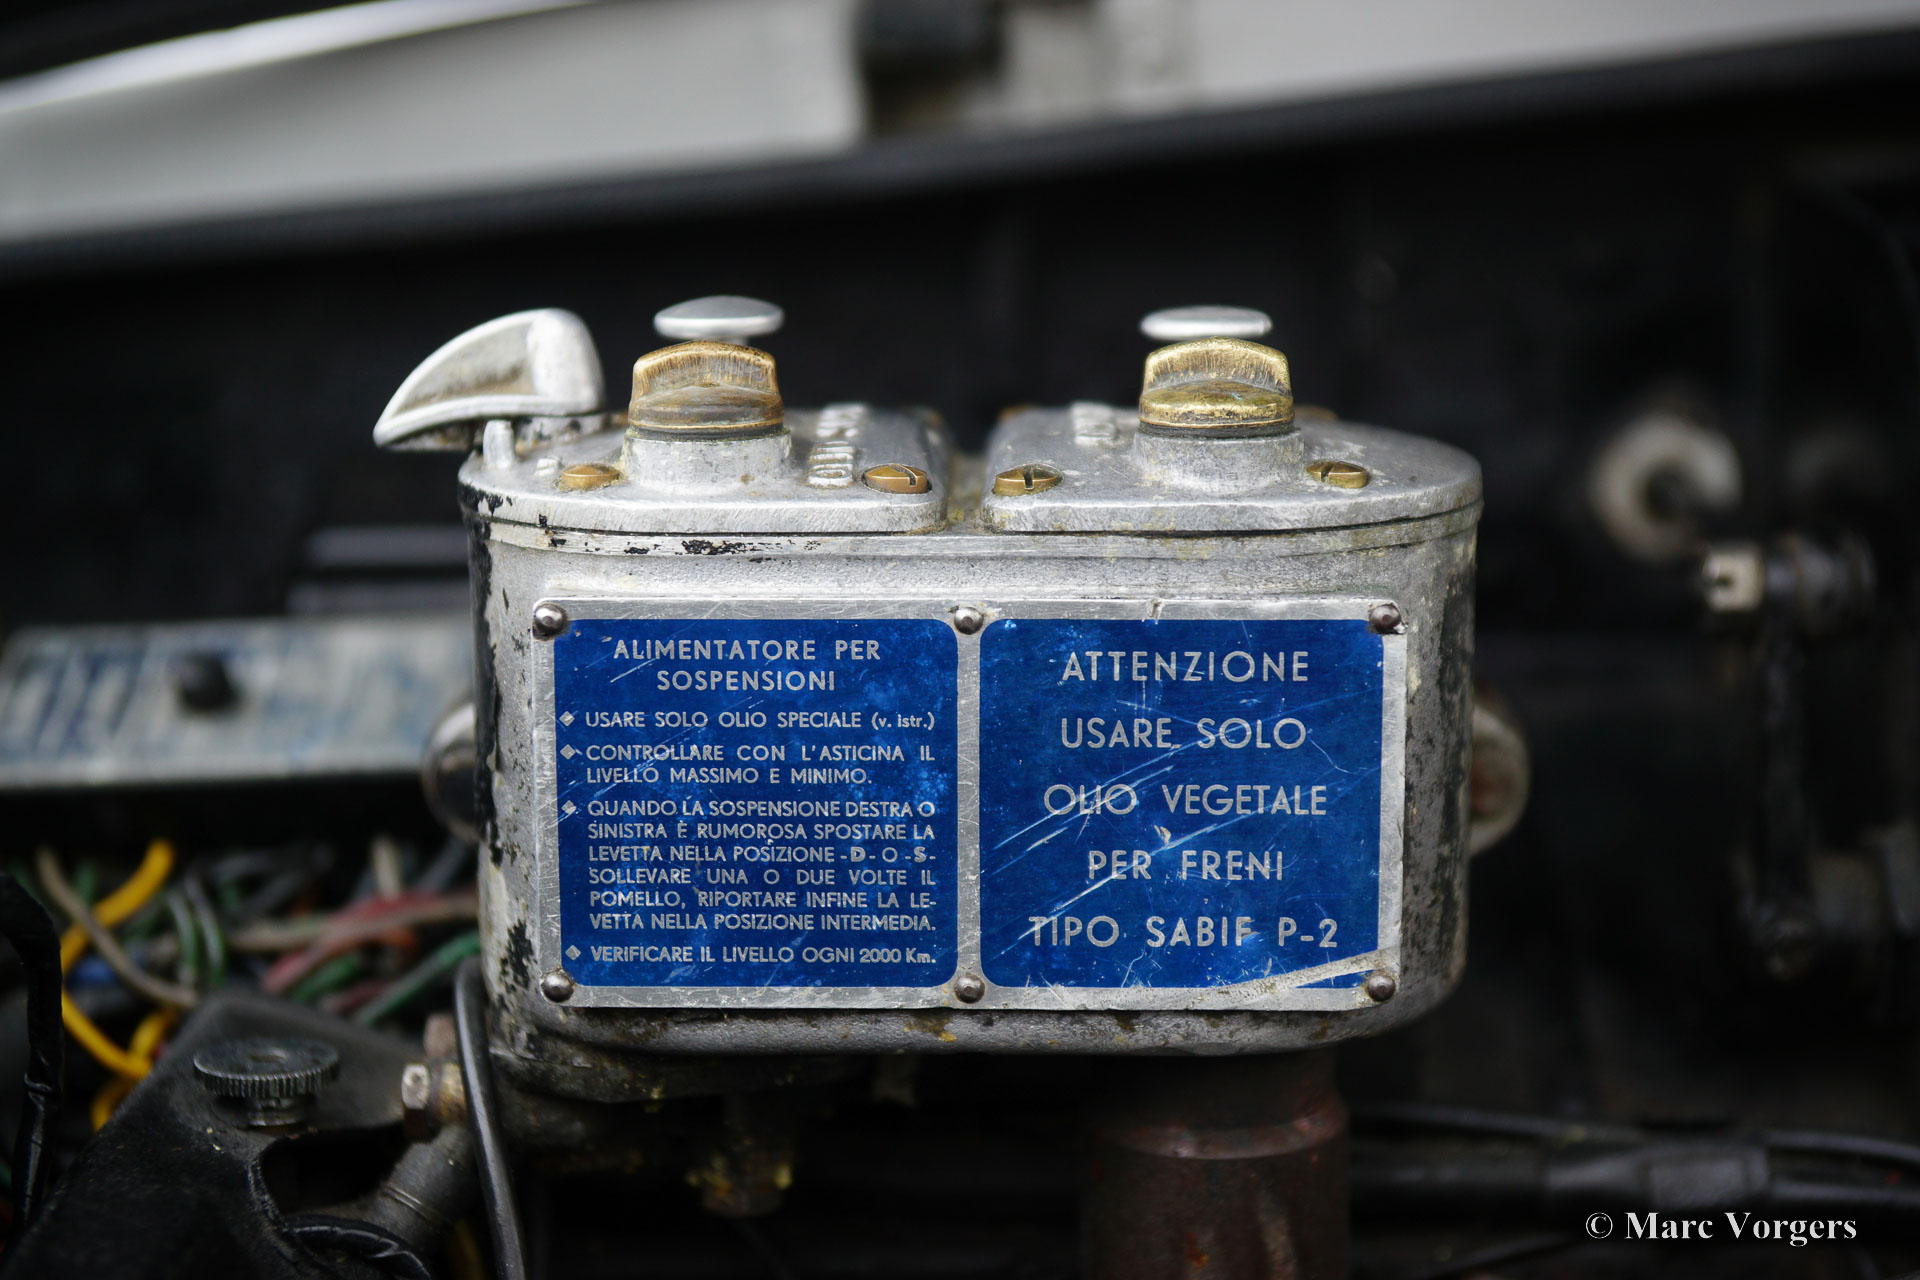 ALIMENTATORE PER
SOSPENSIONI
USARE SOLO OLIO SPECIALE (v. istr.)
CONTROLLARE CON L'ASTICINA IL
LIVELLO MASSIMO E MINIMO.
QUANDO LA SOSPENSIONE DESTRA O
SINISTRA È RUMOROSA SPOSTARE LA
LEVETTA NELLA POSIZIONE -D- O -S-
SOLLEVARE UNA O DUE VOLTE IL
POMELLO, RIPORTARE INFINE LA LE-
VETTA NELLA POSIZIONE INTERMEDIA.
VERIFICARE IL LIVELLO OGNI 2000 Km.
ATTENZIONE
USARE SOLO
OLIO VEGETALE
PER FRENI
TIPO SABIF P-2
© Marc Vorgers